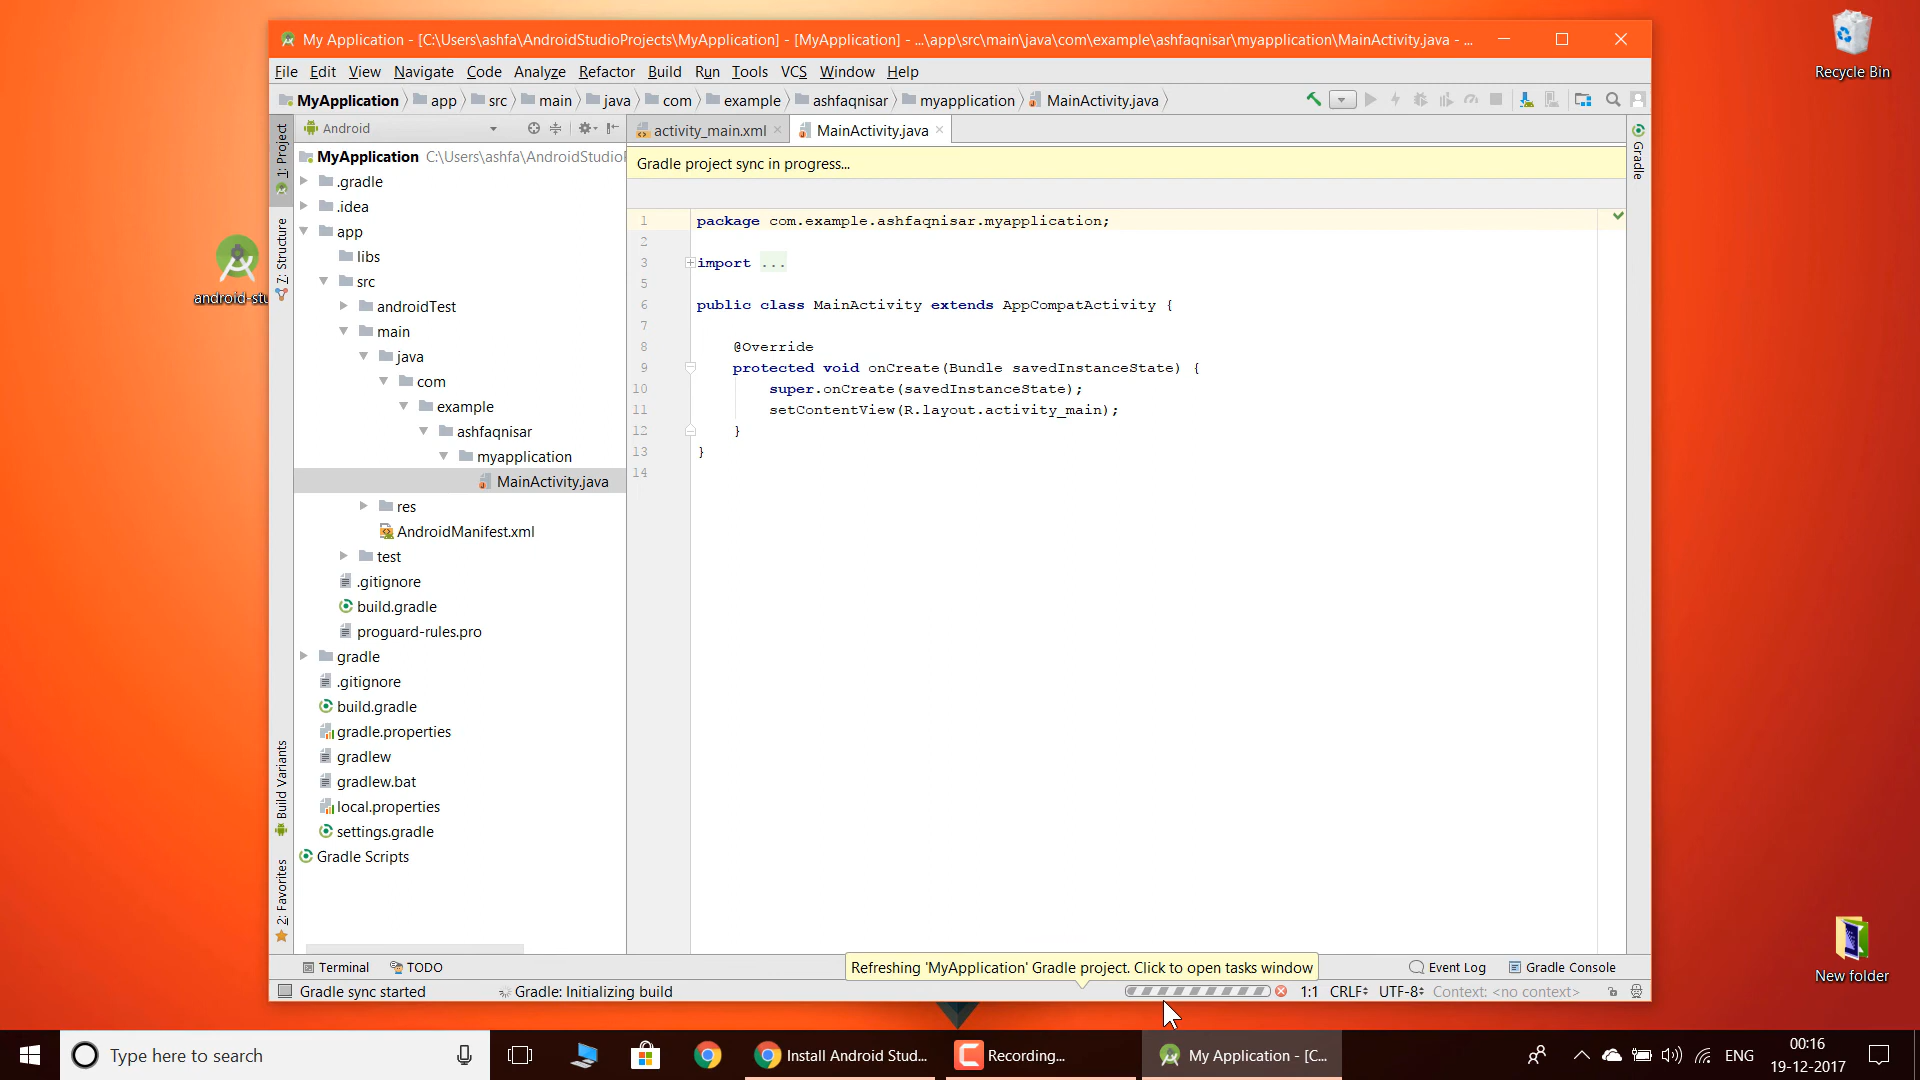 My Application - [C:\Users\ashfa\AndroidStudioProjects\MyApplication] - [MyApplication] - ...\app\src\main\java\com\example\ashfaqnisar\myapplication\MainActivity.java - ...
Recycle Bin
File Edit View Navigate Code Analyze Refactor Build Run Tools VCS Window Help
MyApplication app src main java com example ashfaqnisar myapplication MainActivity.java
Android
activity_main.xml
MainActivity.java
1: Project
7: Structure
Build Variants
2: Favorites
Gradle
MyApplication C:\Users\ashfa\AndroidStudioP
.gradle
.idea
app
libs
src
androidTest
main
java
com
example
ashfaqnisar
myapplication
MainActivity.java
res
AndroidManifest.xml
test
.gitignore
build.gradle
proguard-rules.pro
gradle
.gitignore
build.gradle
gradle.properties
gradlew
gradlew.bat
local.properties
settings.gradle
Gradle Scripts
Gradle project sync in progress...
1 package com.example.ashfaqnisar.myapplication;
2
3 import ...
5
6 public class MainActivity extends AppCompatActivity {
7
8 @Override
9 protected void onCreate(Bundle savedInstanceState) {
10 super.onCreate(savedInstanceState);
11 setContentView(R.layout.activity_main);
12 }
13 }
14
android-stu
New folder
Refreshing 'MyApplication' Gradle project. Click to open tasks window
Terminal TODO Event Log Gradle Console
Gradle sync started Gradle: Initializing build 1:1 CRLF UTF-8 Context: <no context>
Type here to search
Install Android Stud...
Recording...
My Application - [C...
ENG
00:16
19-12-2017